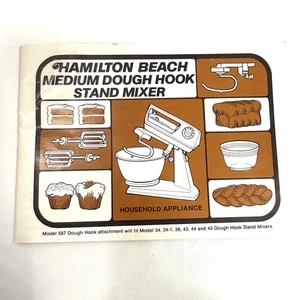 HAMILTON BEACH
MEDIUM DOUGH HOOK
STAND MIXER
HOUSEHOLD APPLIANCE
Model 587 Dough Hook attachment will fit Model 34, 34-1, 38, 43, 44 and 45 Dough Hook Stand Mixers.